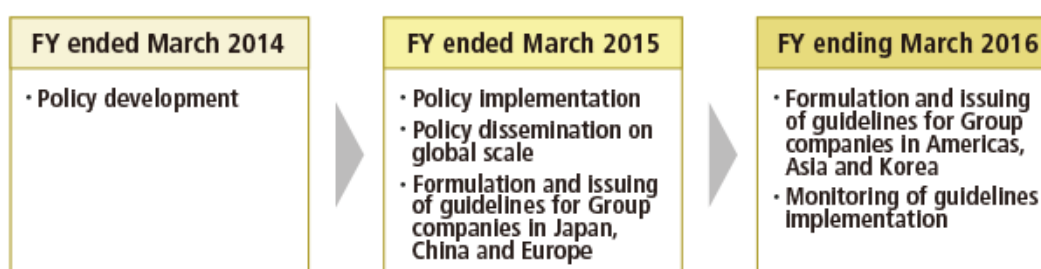 FY ended March 2014
・Policy development
FY ended March 2015
・Policy implementation
・Policy dissemination on
global scale
・Formulation and issuing
of guidelines for Group
companies in Japan,
China and Europe
FY ending March 2016
・Formulation and issuing
of guidelines for Group
companies in Americas,
Asia and Korea
・Monitoring of guidelines
implementation